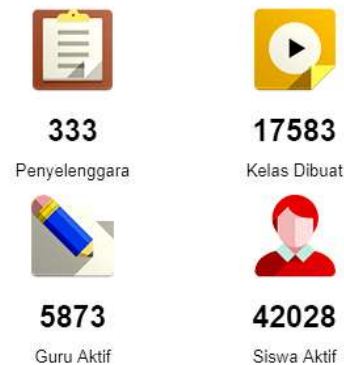 333
17583
Penyelenggara
Kelas Dibuat
5873
42028
Guru Aktif
Siswa Aktif